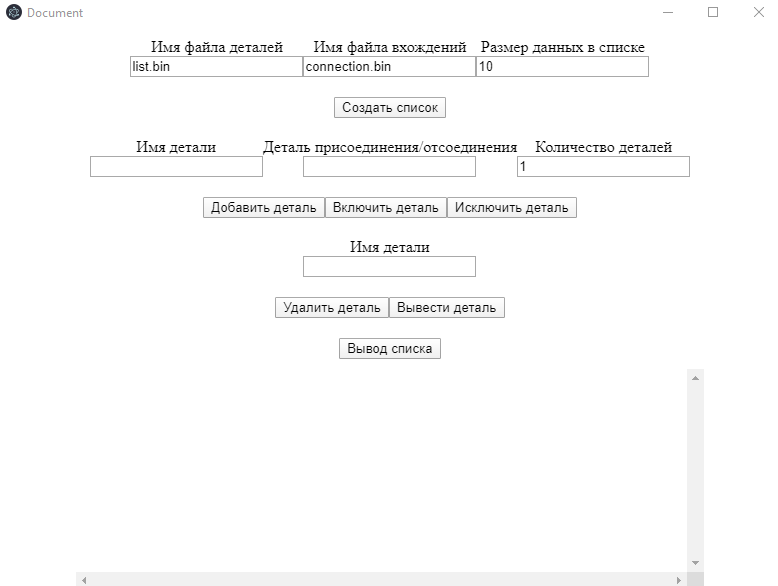 Document
Имя файла деталей Имя файла вхождений Размер данных в списке
list.bin connection.bin 10
Создать список
Имя детали Деталь присоединения/отсоединения Количество деталей
1
Добавить деталь Включить деталь Исключить деталь
Имя детали
Удалить деталь Вывести деталь
Вывод списка